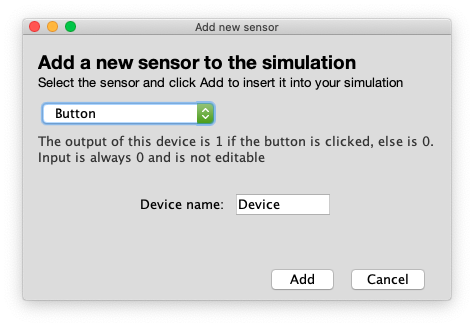 Add new sensor
Add a new sensor to the simulation
Select the sensor and click Add to insert it into your simulation
Button
The output of this device is 1 if the button is clicked, else is 0.
Input is always 0 and is not editable
Device name: Device
Add Cancel